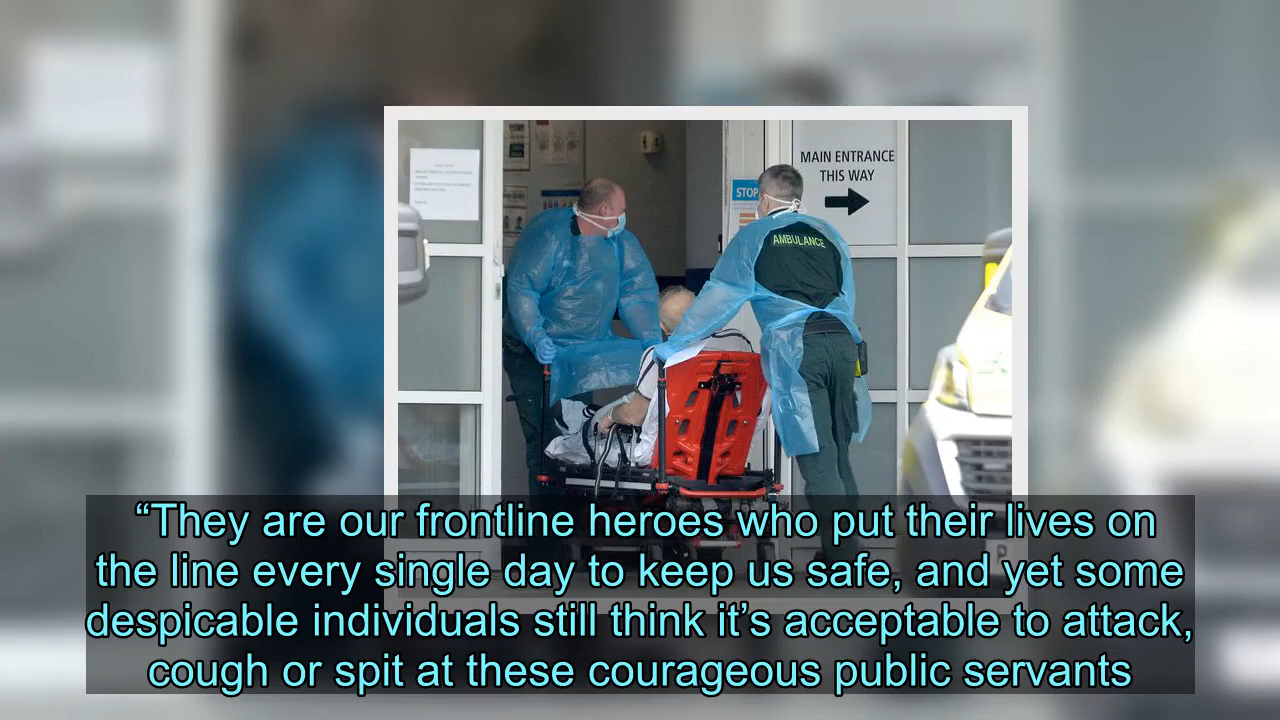 MAIN ENTRANCE
THIS WAY
STOP
AMBULANCE
“They are our frontline heroes who put their lives on
the line every single day to keep us safe, and yet some
despicable individuals still think it’s acceptable to attack,
cough or spit at these courageous public servants